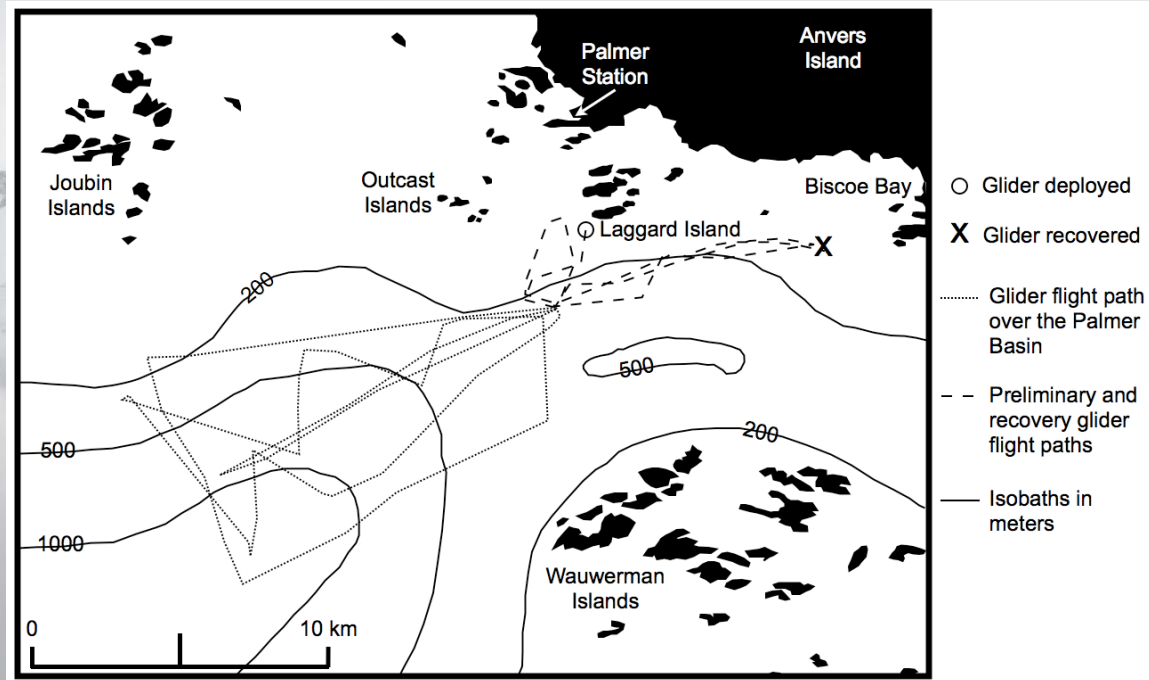 Anvers
Island
Palmer
Station
Joubin
Islands
Outcast
Islands
Biscoe Bay
Laggard Island
200
500
500
200
1000
Wauwerman
Islands
0
10 km
Glider deployed
X Glider recovered
X
Glider flight path
over the Palmer
Basin
Preliminary and
recovery glider
flight paths
Isobaths in
meters